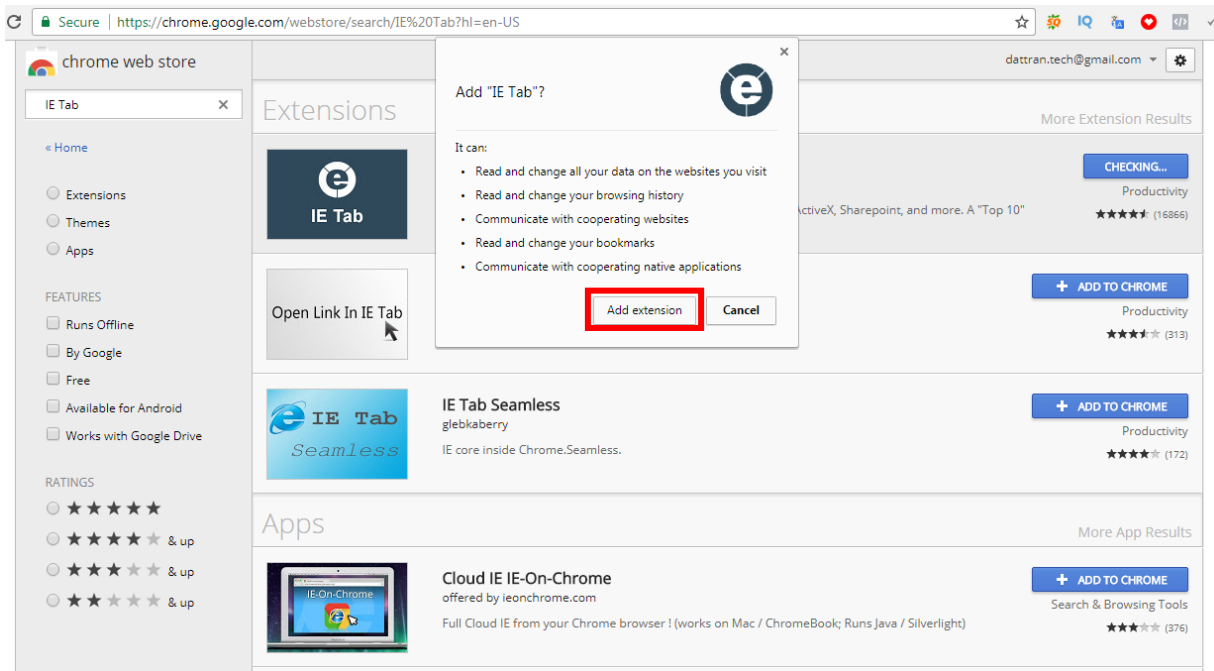 Secure | https://chrome.google.com/webstore/search/IE%20Tab?hl=en-US
IQ
chrome web store
dattran.tech@gmail.com
IE Tab
« Home
Extensions
Themes
Apps
FEATURES
Runs Offline
By Google
Free
Available for Android
Works with Google Drive
RATINGS
& up
& up
& up
Extensions
More Extension Results
Add "IE Tab"?
It can:
• Read and change all your data on the websites you visit
• Read and change your browsing history
• Communicate with cooperating websites
• Read and change your bookmarks
• Communicate with cooperating native applications
Add extension
Cancel
IE Tab
CHECKING...
Productivity
ActiveX, Sharepoint, and more. A "Top 10"
(16866)
Open Link In IE Tab
+ ADD TO CHROME
Productivity
(313)
IE Tab
Seamless
IE Tab Seamless
glebkaberry
IE core inside Chrome.Seamless.
+ ADD TO CHROME
Productivity
(172)
Apps
More App Results
IE-On-Chrome
Cloud IE IE-On-Chrome
offered by ieonchrome.com
Full Cloud IE from your Chrome browser ! (works on Mac / ChromeBook; Runs Java / Silverlight)
+ ADD TO CHROME
Search & Browsing Tools
(376)